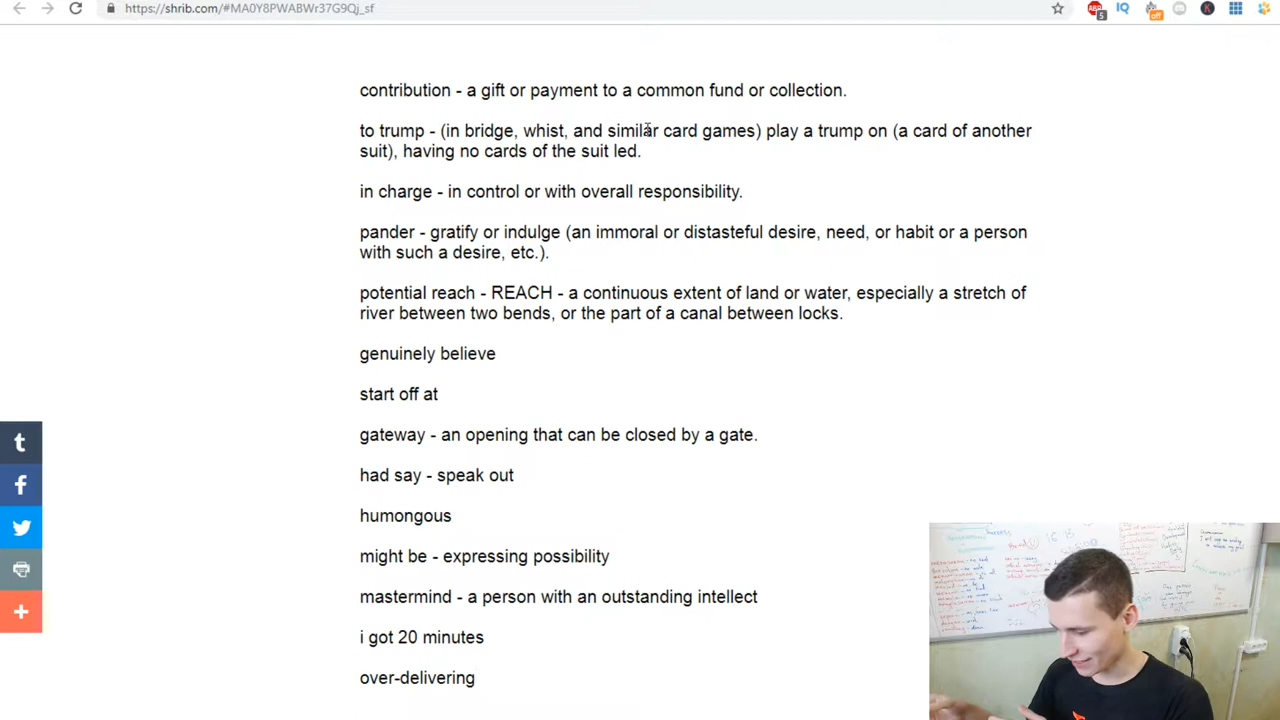 https://shrib.com/#MA0Y8PWABWr37G9Qj_sf
contribution - a gift or payment to a common fund or collection.
to trump - (in bridge, whist, and similar card games) play a trump on (a card of another
suit), having no cards of the suit led.
in charge - in control or with overall responsibility.
pander - gratify or indulge (an immoral or distasteful desire, need, or habit or a person
with such a desire, etc.).
potential reach - REACH - a continuous extent of land or water, especially a stretch of
river between two bends, or the part of a canal between locks.
genuinely believe
start off at
gateway - an opening that can be closed by a gate.
had say - speak out
humongous
might be - expressing possibility
mastermind - a person with an outstanding intellect
i got 20 minutes
over-delivering